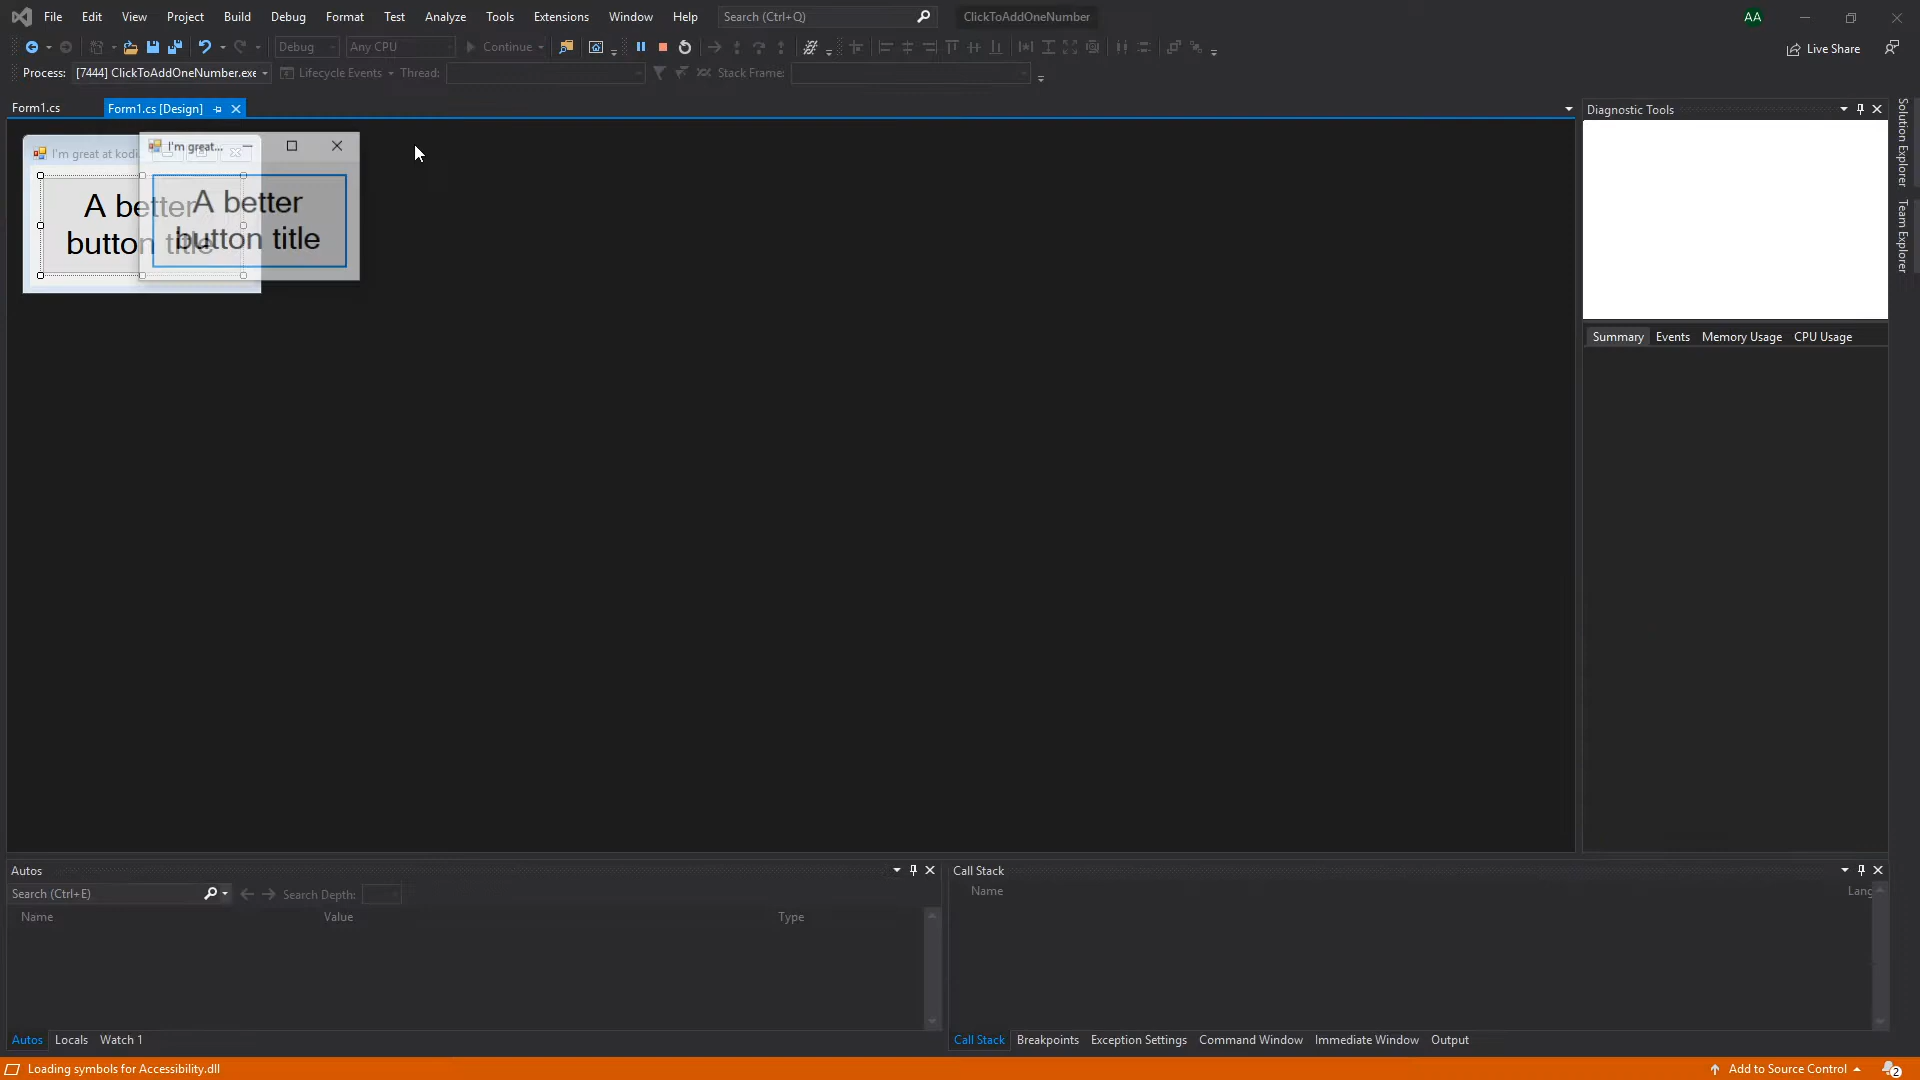 File Edit View Project Build Debug Format Test Analyze Tools Extensions Window Help Search (Ctrl+Q) ClickToAddOneNumber AA
Debug Any CPU Continue Live Share
Process: [7444] ClickToAddOneNumber.exe Lifecycle Events Thread: Stack Frame:
Form1.cs Form1.cs [Design] Diagnostic Tools
I'm great at kodi
I'm great...
A better
button title
A better
button title
Summary Events Memory Usage CPU Usage
Solution Explorer
Team Explorer
Autos
Search (Ctrl+E) Search Depth:
Name Value Type
Autos Locals Watch 1
Call Stack
Name Lang
Call Stack Breakpoints Exception Settings Command Window Immediate Window Output
Loading symbols for Accessibility.dll Add to Source Control 2